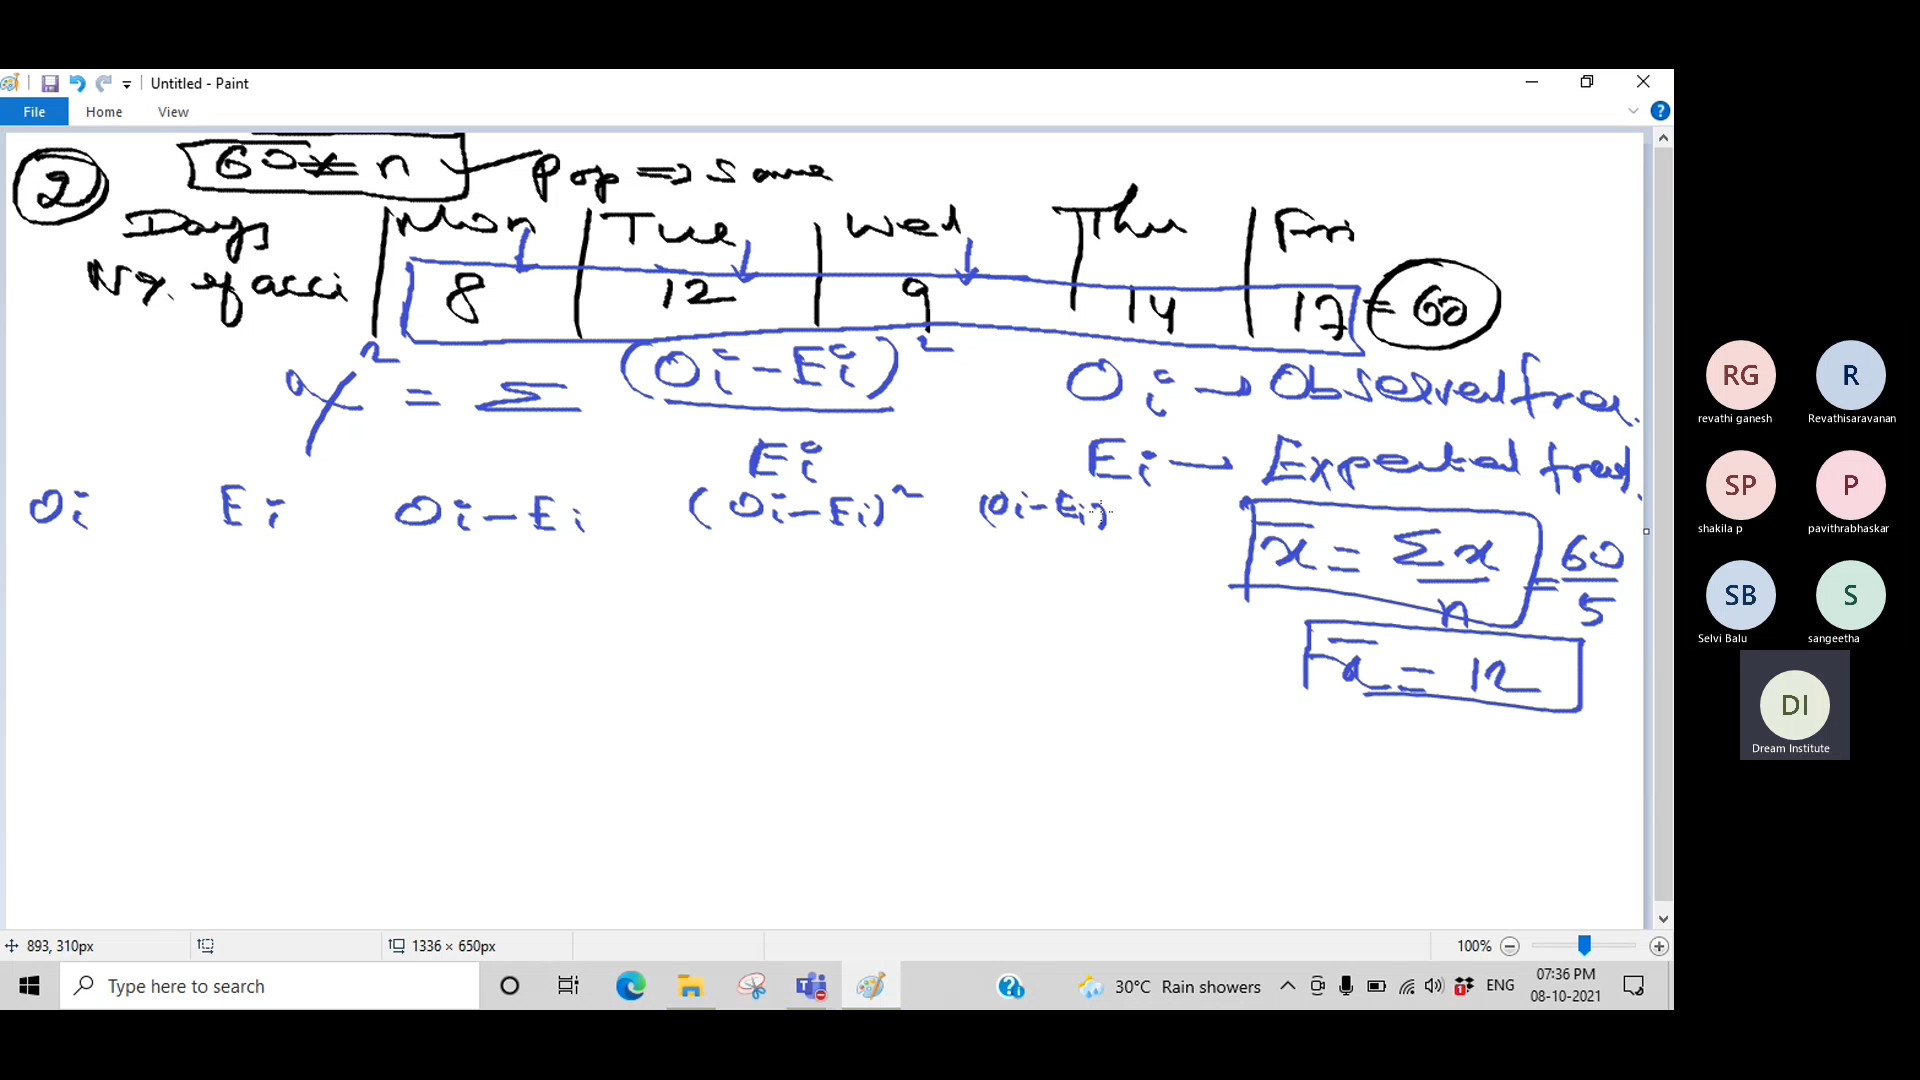 Untitled - Paint
File Home View
2 60 = n Pop => Same
Days Mon Tue Wed Thu Fri
No. of acci 8 12 9 14 17 = 60
χ² = Σ (Oi - Ei)² / Ei
Oi → Observed freq.
Ei → Expected freq.
Oi Ei Oi - Ei (Oi - Ei)² (Oi - Ei)
x̄ = Σx / n = 60 / 5
x̄ = 12
RG R
revathi ganesh Revathisaravanan
SP P
shakila p pavithrabhaskar
SB S
Selvi Balu sangeetha
DI
Dream Institute
893, 310px 1336 × 650px 100%
Type here to search 30°C Rain showers ENG 07:36 PM
08-10-2021